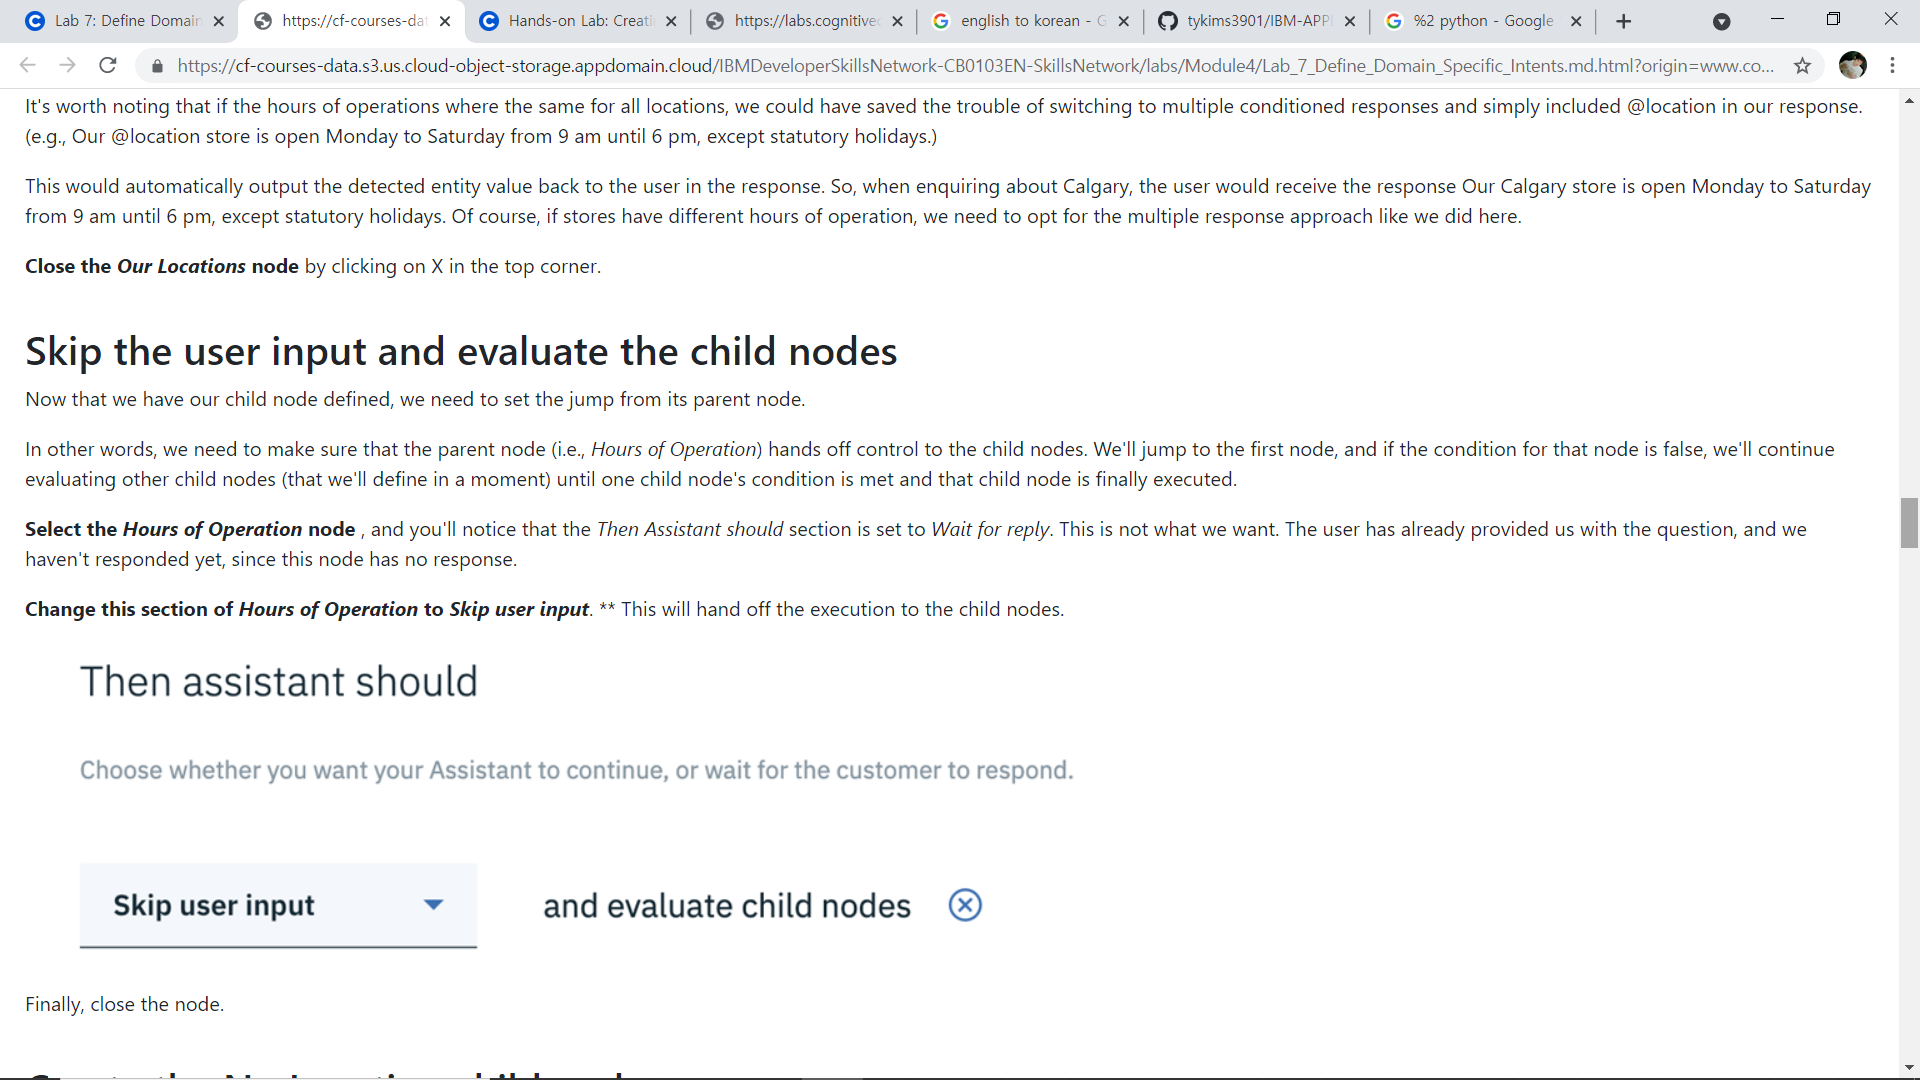 Lab 7: Define Domain
https://cf-courses-dat
Hands-on Lab: Creati
https://labs.cognitivec
english to korean - G
tykims3901/IBM-APPL
%2 python - Google
https://cf-courses-data.s3.us.cloud-object-storage.appdomain.cloud/IBMDeveloperSkillsNetwork-CB0103EN-SkillsNetwork/labs/Module4/Lab_7_Define_Domain_Specific_Intents.md.html?origin=www.co...
It's worth noting that if the hours of operations where the same for all locations, we could have saved the trouble of switching to multiple conditioned responses and simply included @location in our response.
(e.g., Our @location store is open Monday to Saturday from 9 am until 6 pm, except statutory holidays.)
This would automatically output the detected entity value back to the user in the response. So, when enquiring about Calgary, the user would receive the response Our Calgary store is open Monday to Saturday
from 9 am until 6 pm, except statutory holidays. Of course, if stores have different hours of operation, we need to opt for the multiple response approach like we did here.
Close the Our Locations node by clicking on X in the top corner.
Skip the user input and evaluate the child nodes
Now that we have our child node defined, we need to set the jump from its parent node.
In other words, we need to make sure that the parent node (i.e., Hours of Operation) hands off control to the child nodes. We'll jump to the first node, and if the condition for that node is false, we'll continue
evaluating other child nodes (that we'll define in a moment) until one child node's condition is met and that child node is finally executed.
Select the Hours of Operation node , and you'll notice that the Then Assistant should section is set to Wait for reply. This is not what we want. The user has already provided us with the question, and we
haven't responded yet, since this node has no response.
Change this section of Hours of Operation to Skip user input. ** This will hand off the execution to the child nodes.
Then assistant should
Choose whether you want your Assistant to continue, or wait for the customer to respond.
Skip user input and evaluate child nodes
Finally, close the node.